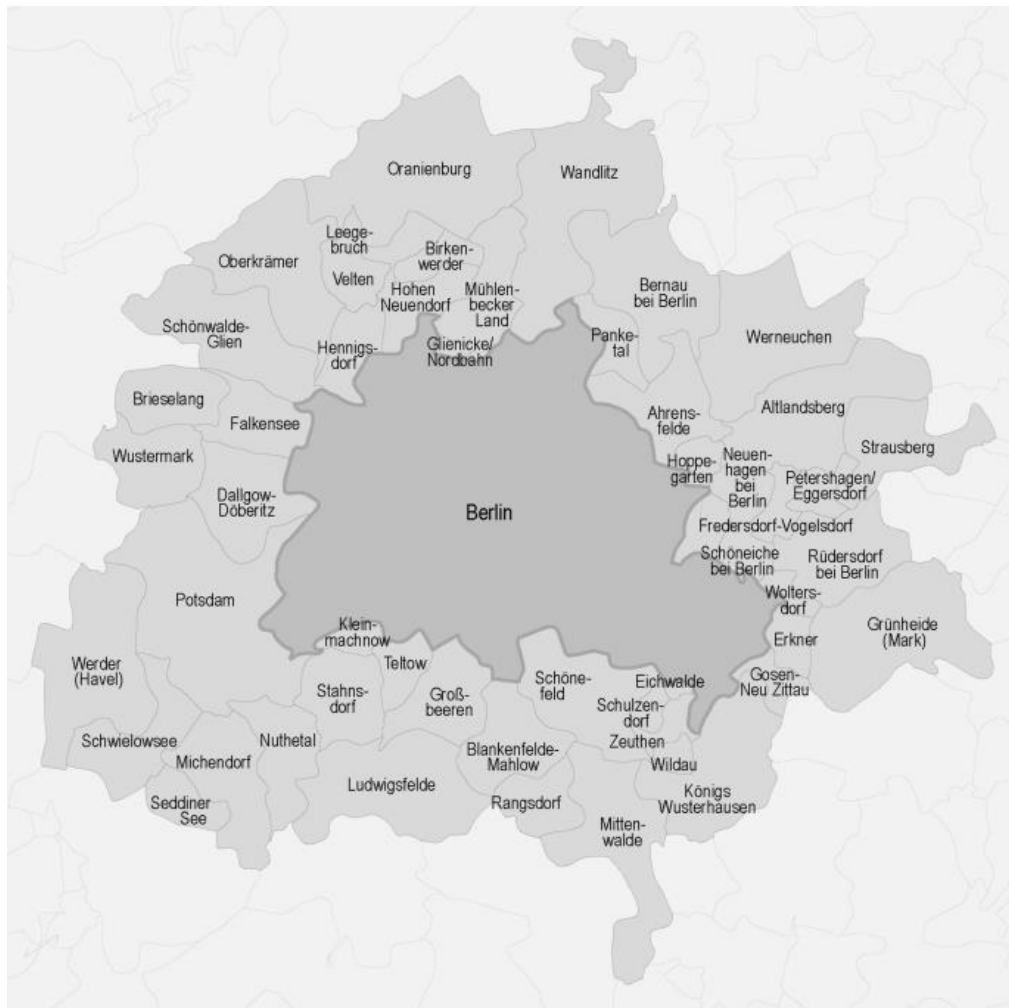 Oranienburg
Wandlitz
Leege-
bruch
Birken-
werder
Oberkrämer
Velten
Hohen
Neuendorf
Mühlen-
becker
Land
Bernau
bei Berlin
Schönwalde-
Glien
Hennigs-
dorf
Glienicke/
Nordbahn
Panke-
tal
Werneuchen
Brieselang
Falkensee
Ahrens-
felde
Altlandsberg
Wustermark
Hoppe-
garten
Neuen-
hagen
bei
Berlin
Strausberg
Dallgow-
Döberitz
Petershagen/
Eggersdorf
Berlin
Fredersdorf-Vogelsdorf
Schöneiche
bei Berlin
Rüdersdorf
bei Berlin
Potsdam
Wolters-
dorf
Klein-
machnow
Erkner
Grünheide
(Mark)
Werder
(Havel)
Teltow
Stahns-
dorf
Groß-
beeren
Schöne-
feld
Eichwalde
Gosen-
Neu Zittau
Schulzen-
dorf
Schwielowsee
Nuthetal
Michendorf
Zeuthen
Blankenfelde-
Mahlow
Wildau
Ludwigsfelde
Königs
Wusterhausen
Seddiner
See
Rangsdorf
Mitten-
walde